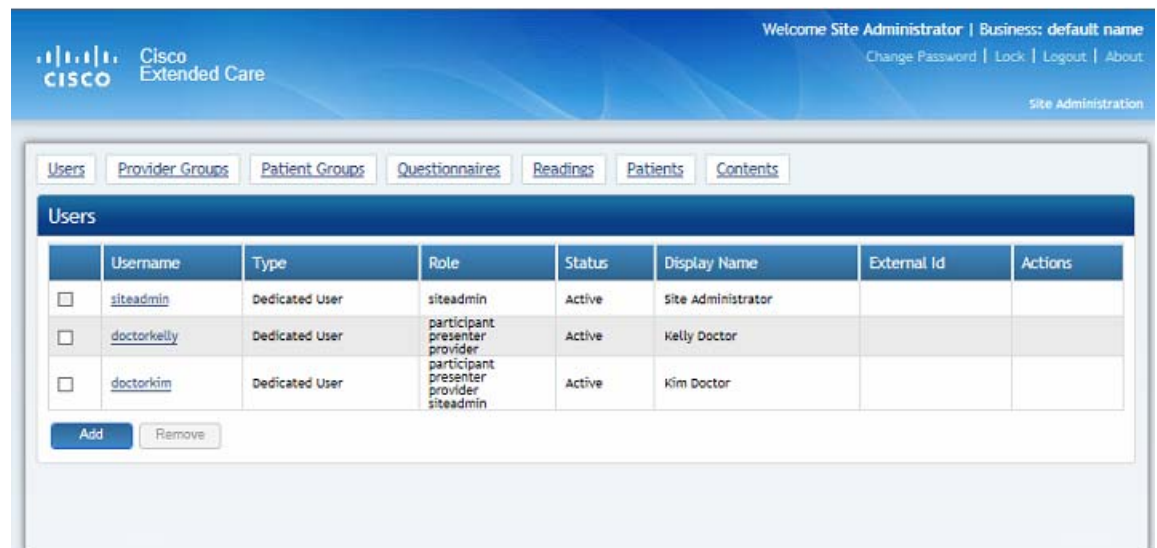 Welcome Site Administrator | Business: default name
Change Password | Lock | Logout | About
CISCO
Cisco
Extended Care
Site Administration
Users Provider Groups Patient Groups Questionnaires Readings Patients Contents
Users
Username Type Role Status Display Name External Id Actions
siteadmin Dedicated User siteadmin Active Site Administrator
doctorkelly Dedicated User participant presenter provider Active Kelly Doctor
doctorkim Dedicated User participant presenter provider siteadmin Active Kim Doctor
Add Remove